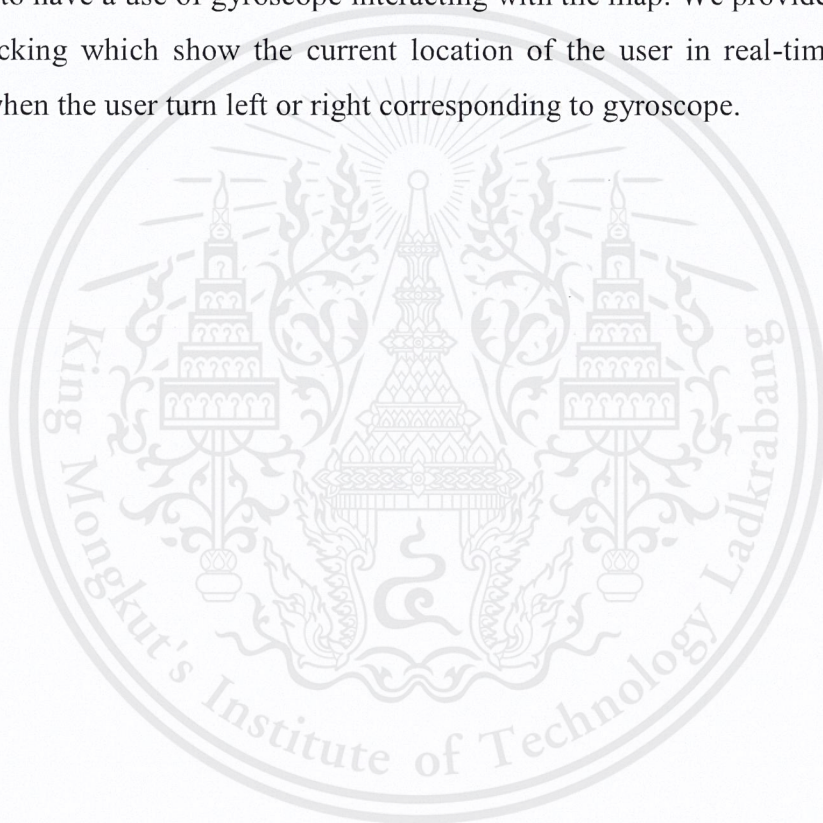 to have a use of gyroscope interacting with the map. We provide
cking which show the current location of the user in real-tim
when the user turn left or right corresponding to gyroscope.
King Mongkut's Institute of Technology Ladkrabang